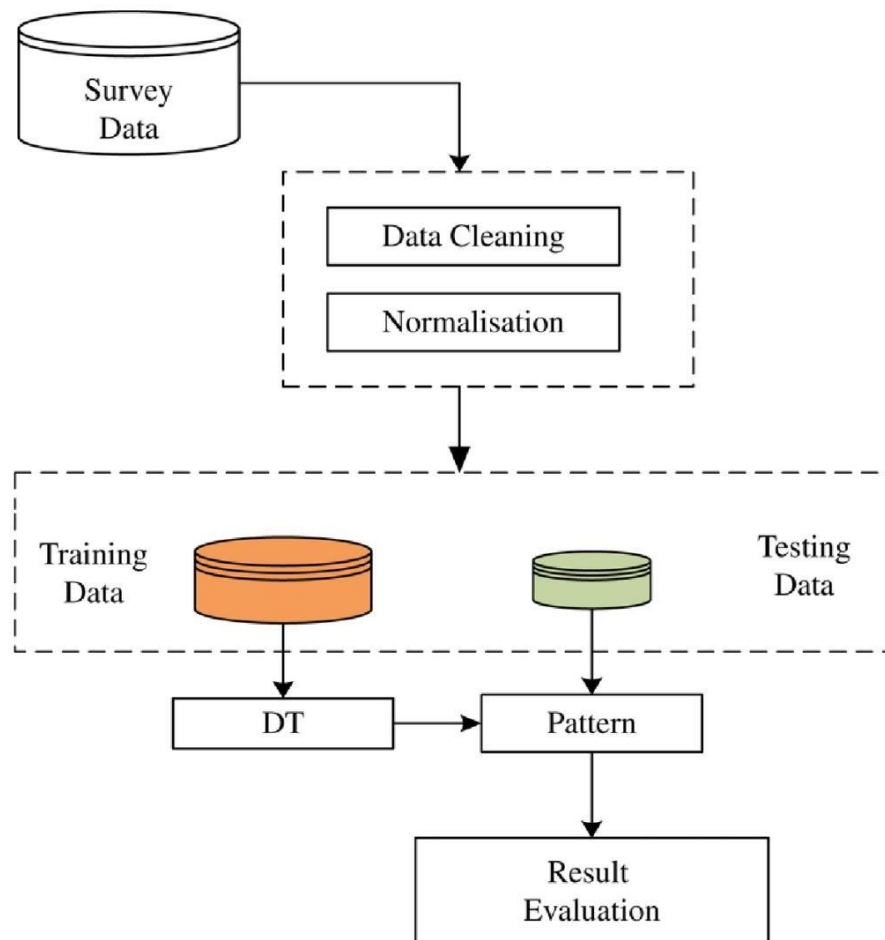 Survey
Data
Data Cleaning
Normalisation
Training
Data
Testing
Data
DT
Pattern
Result
Evaluation